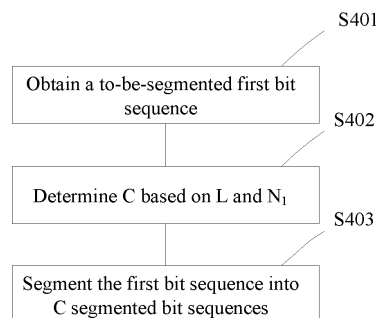 S401
Obtain a to-be-segmented first bit
sequence
S402
Determine C based on L and N₁
S403
Segment the first bit sequence into
C segmented bit sequences